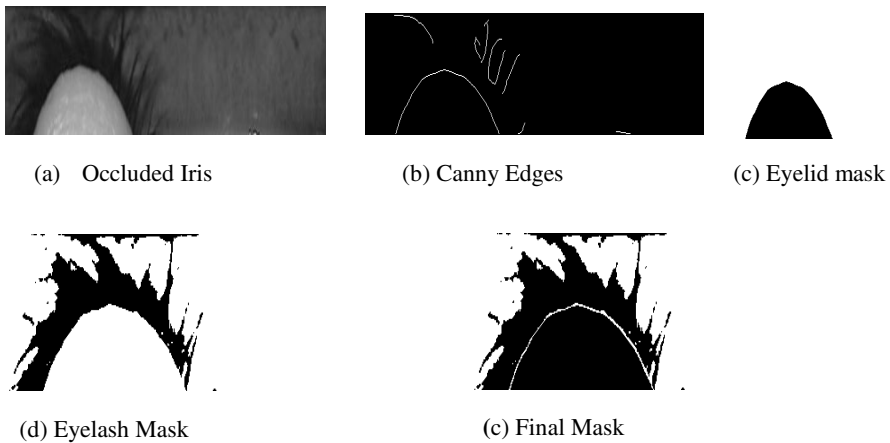 (a) Occluded Iris
(b) Canny Edges
(c) Eyelid mask
(d) Eyelash Mask
(c) Final Mask